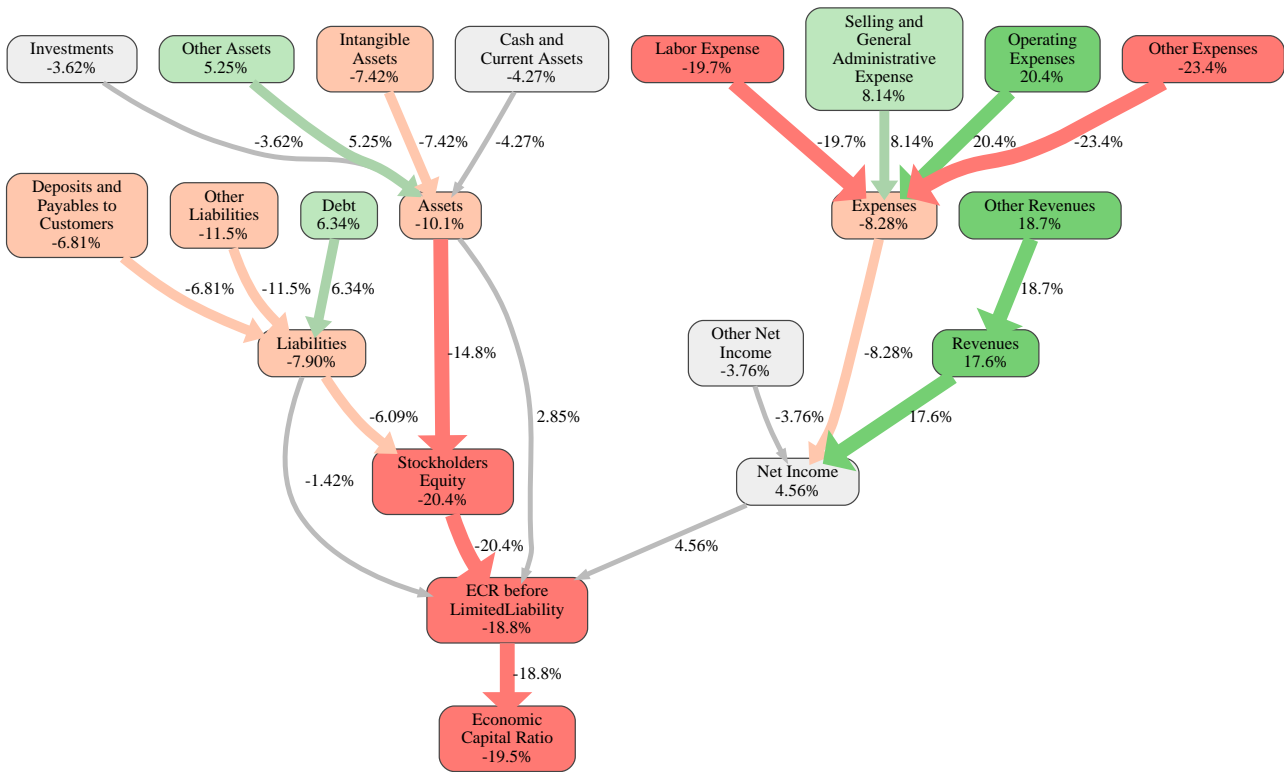 Investments
-3.62%
Other Assets
5.25%
Intangible
Assets
-7.42%
Cash and
Current Assets
-4.27%
Labor Expense
-19.7%
Selling and
General
Administrative
Expense
8.14%
Operating
Expenses
20.4%
Other Expenses
-23.4%
-3.62%
5.25%
-7.42%
-4.27%
-19.7%
8.14%
20.4%
-23.4%
Deposits and
Payables to
Customers
-6.81%
Other
Liabilities
-11.5%
Debt
6.34%
Assets
-10.1%
Expenses
-8.28%
Other Revenues
18.7%
-6.81%
-11.5%
6.34%
18.7%
Liabilities
-7.90%
-14.8%
Other Net
Income
-3.76%
-8.28%
Revenues
17.6%
-6.09%
2.85%
-3.76%
17.6%
-1.42%
Stockholders
Equity
-20.4%
Net Income
4.56%
-20.4%
4.56%
ECR before
LimitedLiability
-18.8%
-18.8%
Economic
Capital Ratio
-19.5%